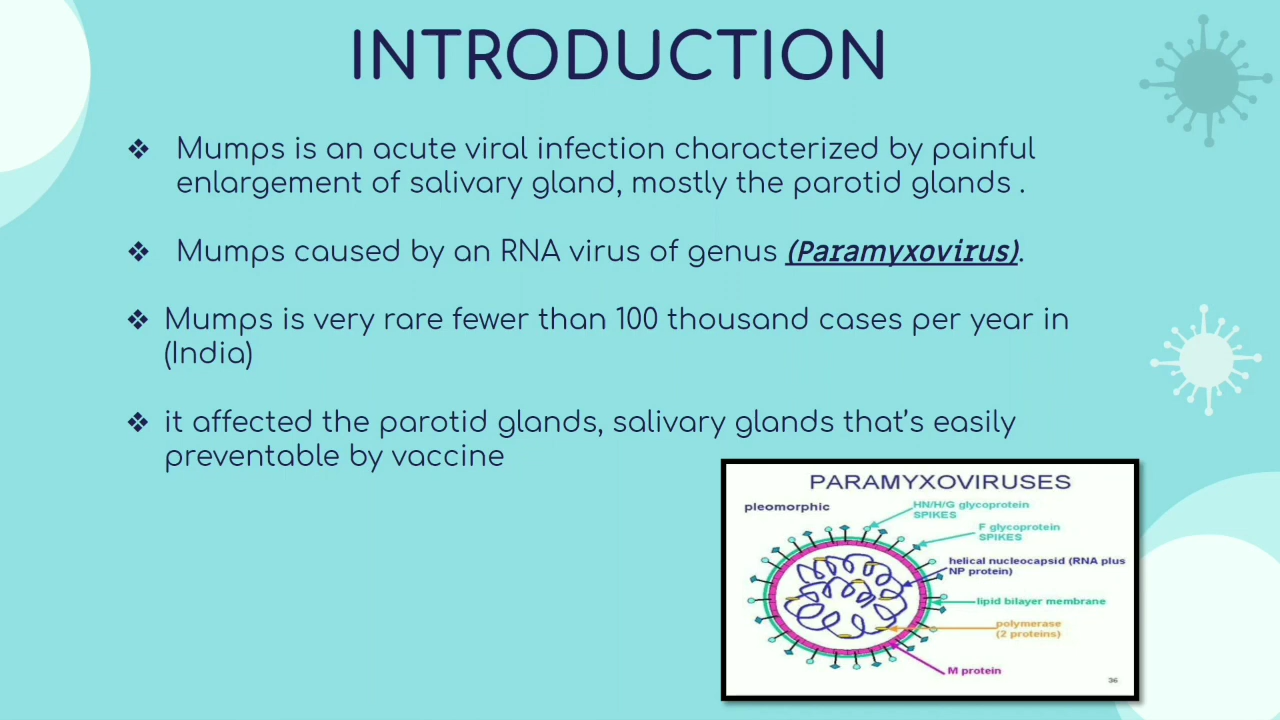 INTRODUCTION
❖ Mumps is an acute viral infection characterized by painful
enlargement of salivary gland, mostly the parotid glands .
❖ Mumps caused by an RNA virus of genus (Paramyxovirus).
❖ Mumps is very rare fewer than 100 thousand cases per year in
(India)
❖ it affected the parotid glands, salivary glands that's easily
preventable by vaccine
PARAMYXOVIRUSES
pleomorphic
HN/H/G glycoprotein
SPIKES
F glycoprotein
SPIKES
helical nucleocapsid (RNA plus
NP protein)
lipid bilayer membrane
polymerase
(2 proteins)
M protein
36